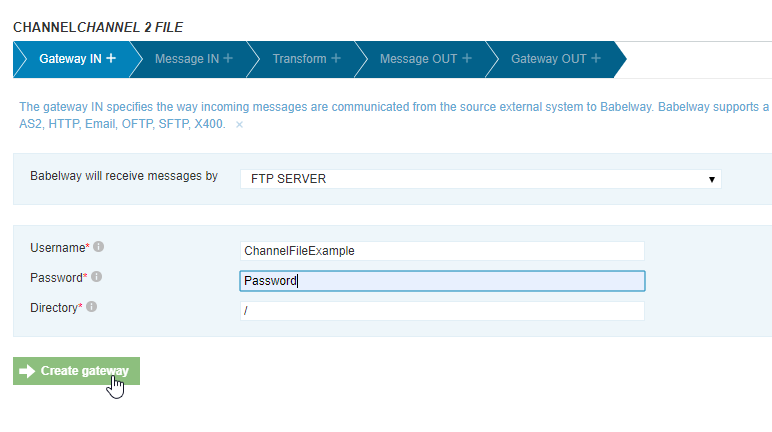 CHANNELCHANNEL 2 FILE
Gateway IN + Message IN + Transform + Message OUT + Gateway OUT +
The gateway IN specifies the way incoming messages are communicated from the source external system to Babelway. Babelway supports a
AS2, HTTP, Email, OFTP, SFTP, X400. ×
Babelway will receive messages by FTP SERVER
Username* ChannelFileExample
Password* Password
Directory* /
Create gateway